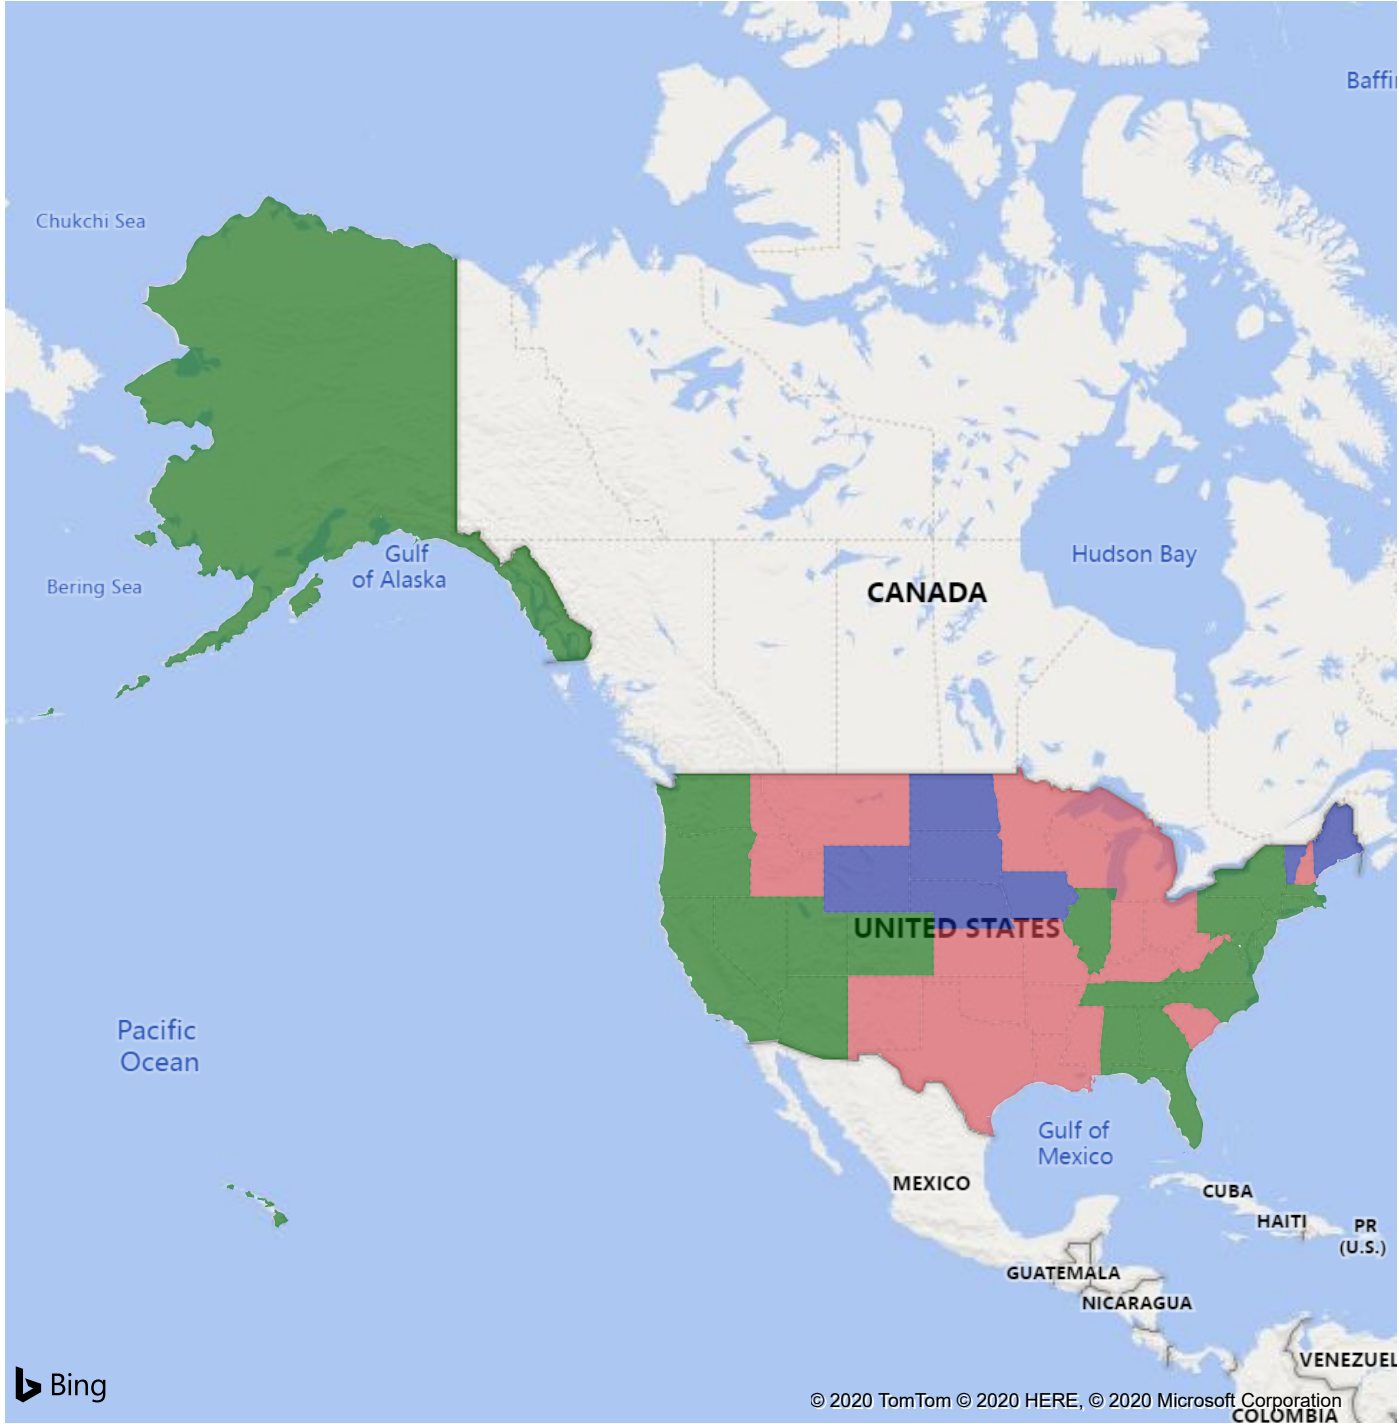 Baffi
Chukchi Sea
Gulf
of Alaska
Hudson Bay
Bering Sea
CANADA
UNITED STATES
Pacific
Ocean
Gulf of
Mexico
MEXICO
CUBA
HAITI
PR
(U.S.)
GUATEMALA
NICARAGUA
VENEZUEL
Bing
© 2020 TomTom © 2020 HERE, © 2020 Microsoft Corporation
COLOMBIA